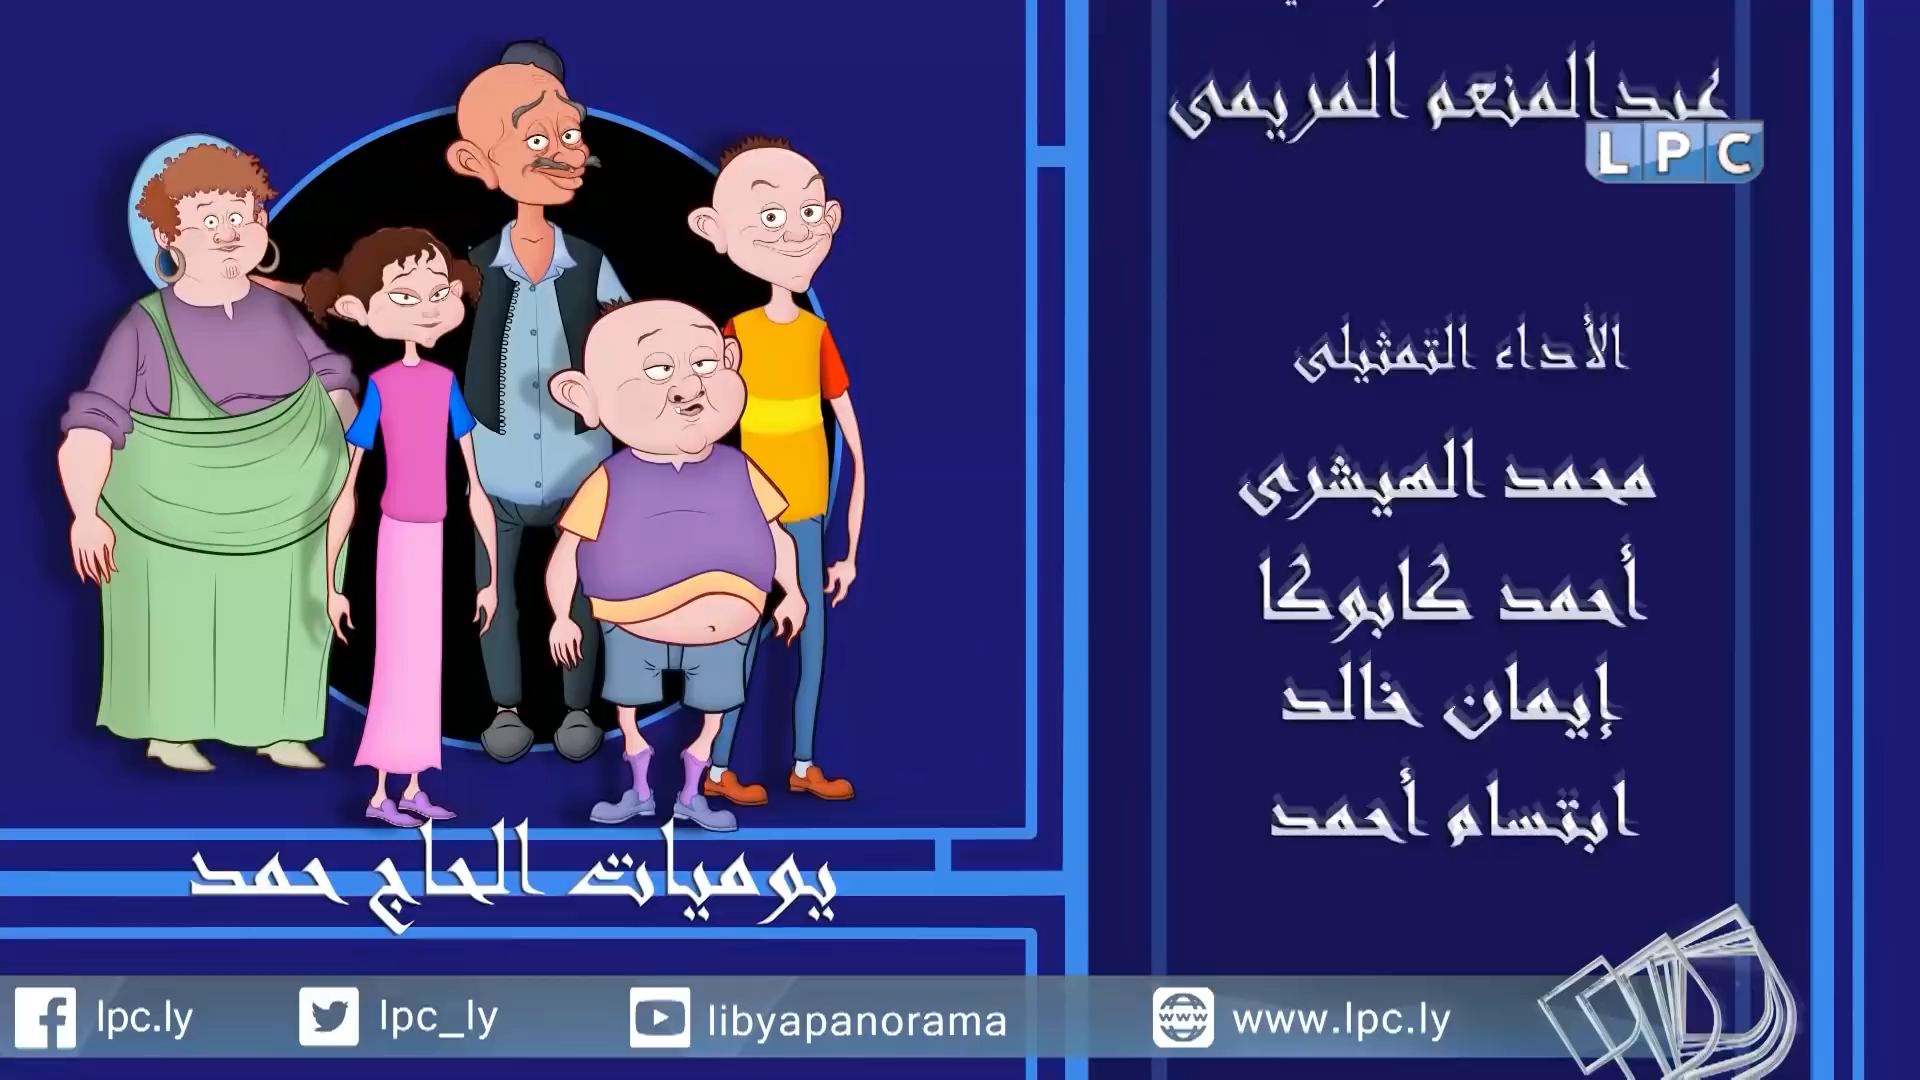 عبدالمنعم المريمى
LPC
الأداء التمثيلى
محمد الهيشرى
أحمد كابوكا
إيمان خالد
ابتسام أحمد
يوميات الحاج حمد
lpc.ly
lpc_ly
libyapanorama
www.lpc.ly